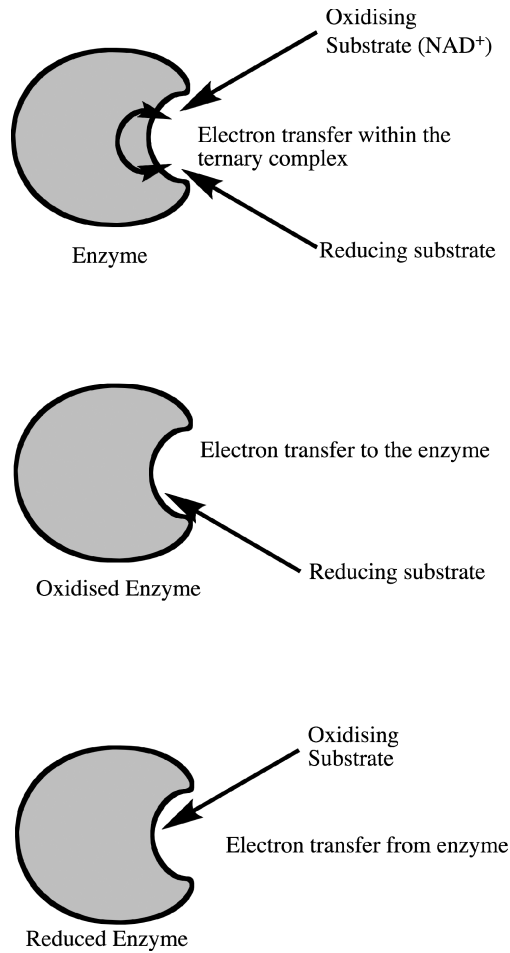 Oxidising
Substrate (NAD⁺)
Electron transfer within the
ternary complex
Reducing substrate
Enzyme
Electron transfer to the enzyme
Reducing substrate
Oxidised Enzyme
Oxidising
Substrate
Electron transfer from enzyme
Reduced Enzyme